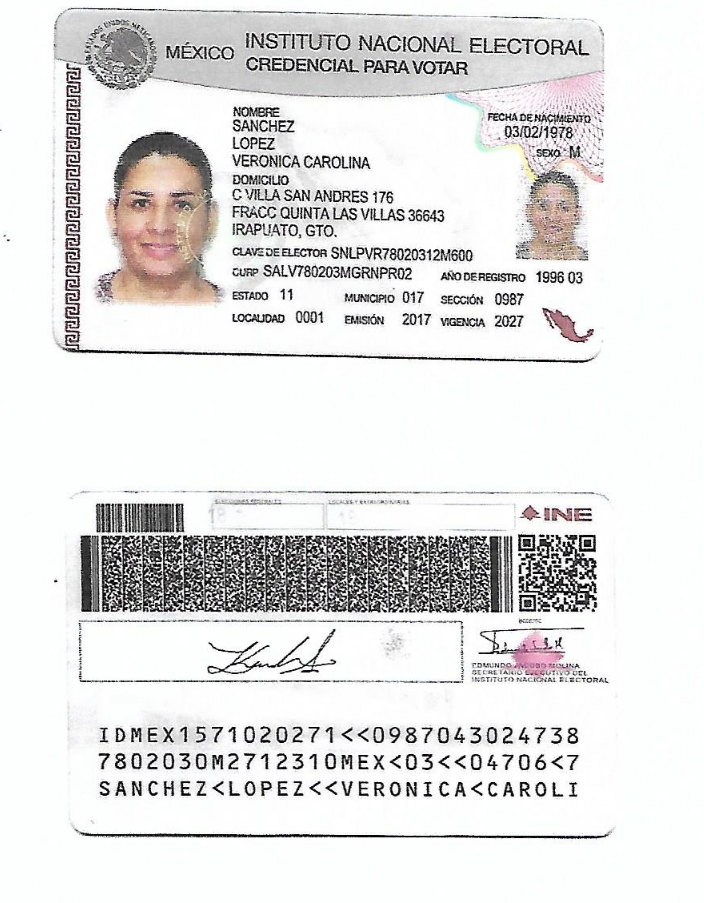 ESTADOS UNIDOS MEXICANOS
MÉXICO INSTITUTO NACIONAL ELECTORAL
CREDENCIAL PARA VOTAR
NOMBRE
SANCHEZ
LOPEZ
VERONICA CAROLINA
FECHA DE NACIMIENTO
03/02/1978
SEXO M
DOMICILIO
C VILLA SAN ANDRES 176
FRACC QUINTA LAS VILLAS 36643
IRAPUATO, GTO.
CLAVE DE ELECTOR SNLPVR78020312M600
CURP SALV780203MGRNPR02 AÑO DE REGISTRO 1996 03
ESTADO 11 MUNICIPIO 017 SECCIÓN 0987
LOCALIDAD 0001 EMISIÓN 2017 VIGENCIA 2027
ELECCIONES FEDERALES LOCALES Y EXTRAORDINARIAS
INE
EDMUNDO JACOBO MOLINA
SECRETARIO EJECUTIVO DEL
INSTITUTO NACIONAL ELECTORAL
IDMEX1571020271<<0987043024738
7802030M2712310MEX<03<<04706<7
SANCHEZ<LOPEZ<<VERONICA<CAROLI